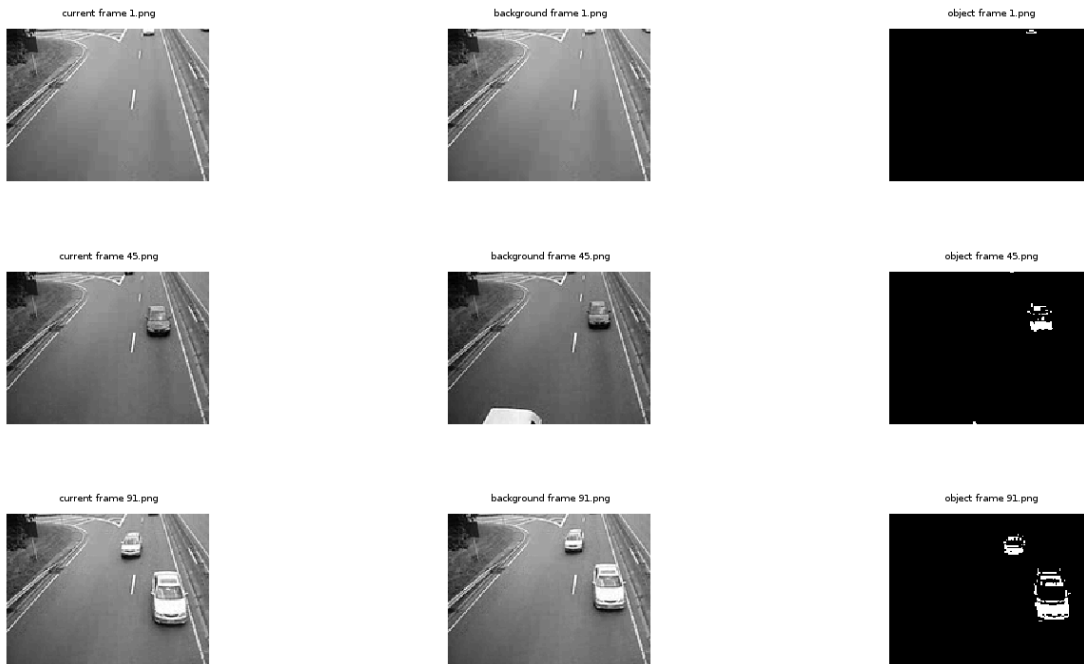 current frame 1.png
background frame 1.png
object frame 1.png
current frame 45.png
background frame 45.png
object frame 45.png
current frame 91.png
background frame 91.png
object frame 91.png